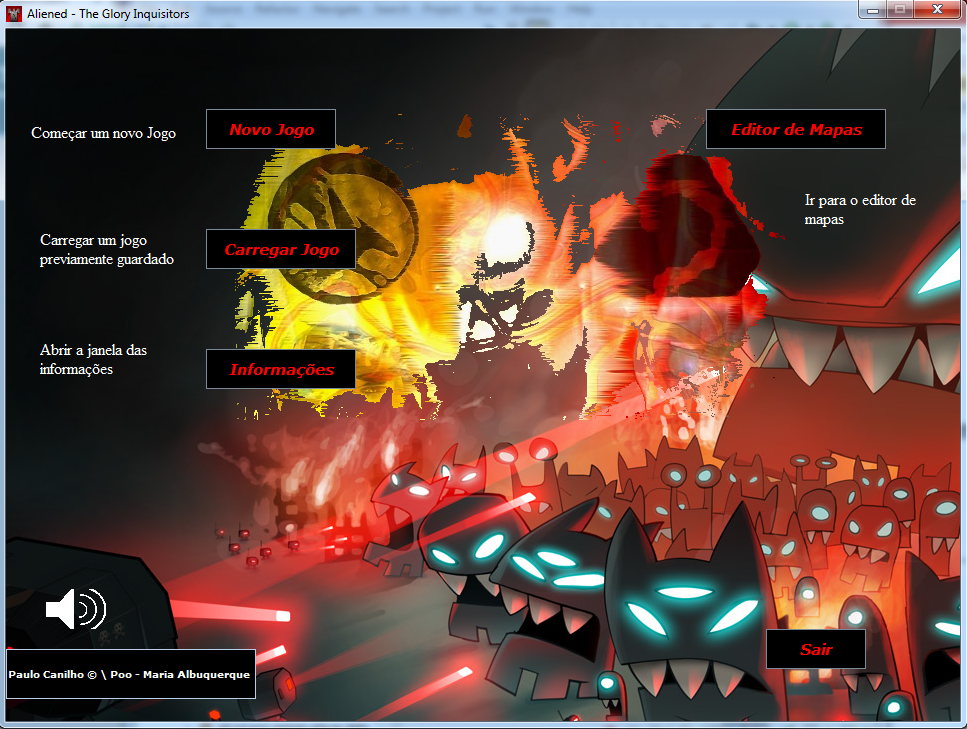 Aliened - The Glory Inquisitors
Começar um novo Jogo
Novo Jogo
Editor de Mapas
Ir para o editor de
mapas
Carregar um jogo
previamente guardado
Carregar Jogo
Abrir a janela das
informações
Informações
Sair
Paulo Canilho © \ Poo - Maria Albuquerque